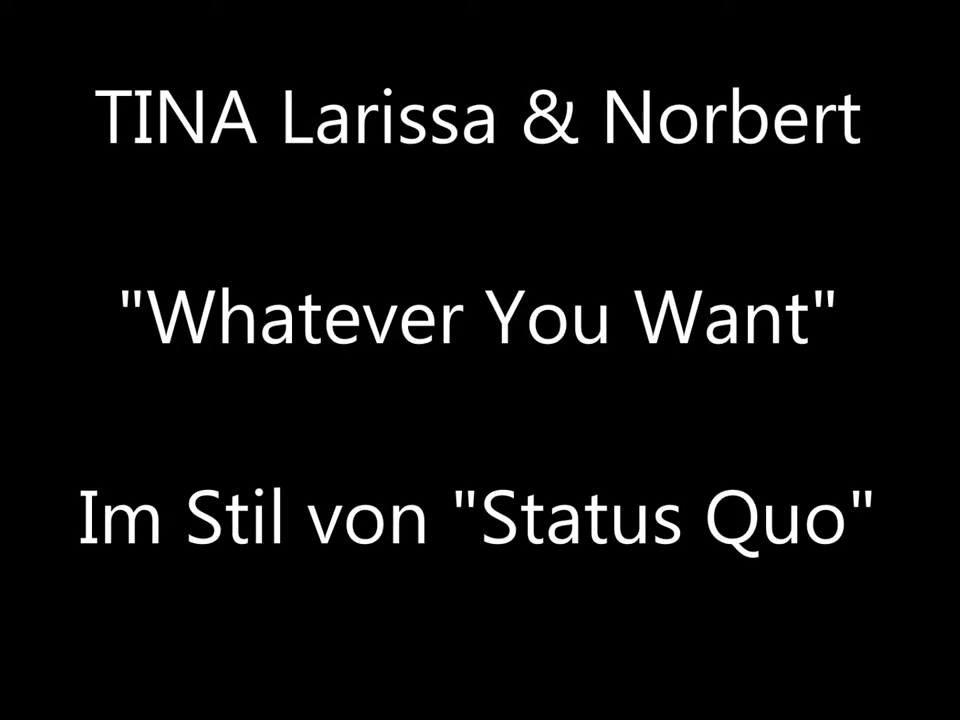 TINA Larissa & Norbert
"Whatever You Want"
Im Stil von "Status Quo"